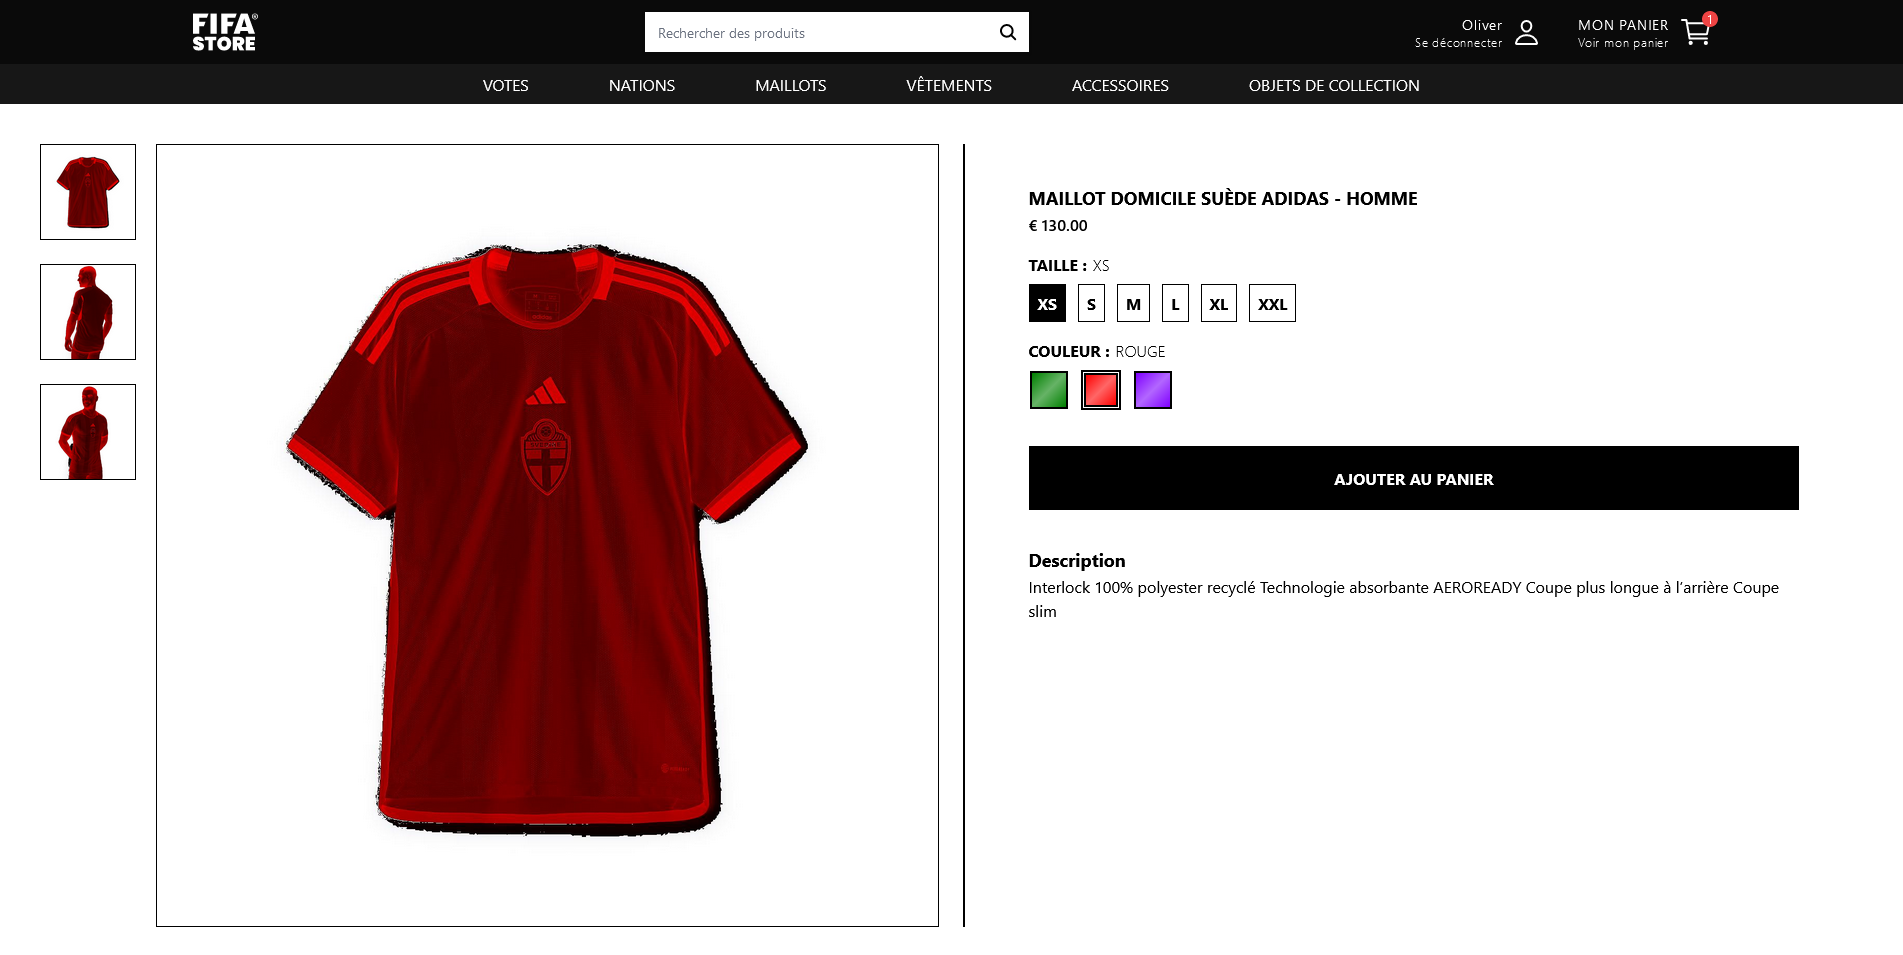 FIFA®
STORE
Rechercher des produits
Oliver
Se déconnecter
MON PANIER
Voir mon panier
1
VOTES
NATIONS
MAILLOTS
VÊTEMENTS
ACCESSOIRES
OBJETS DE COLLECTION
MAILLOT DOMICILE SUÈDE ADIDAS - HOMME
€ 130.00
TAILLE : XS
XS S M L XL XXL
COULEUR : ROUGE
AJOUTER AU PANIER
Description
Interlock 100% polyester recyclé Technologie absorbante AEROREADY Coupe plus longue à l’arrière Coupe
slim